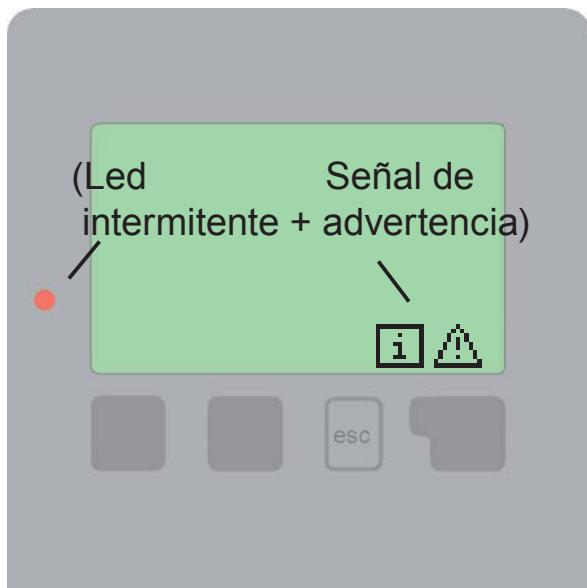 (Led Señal de
intermitente + advertencia)
i
esc